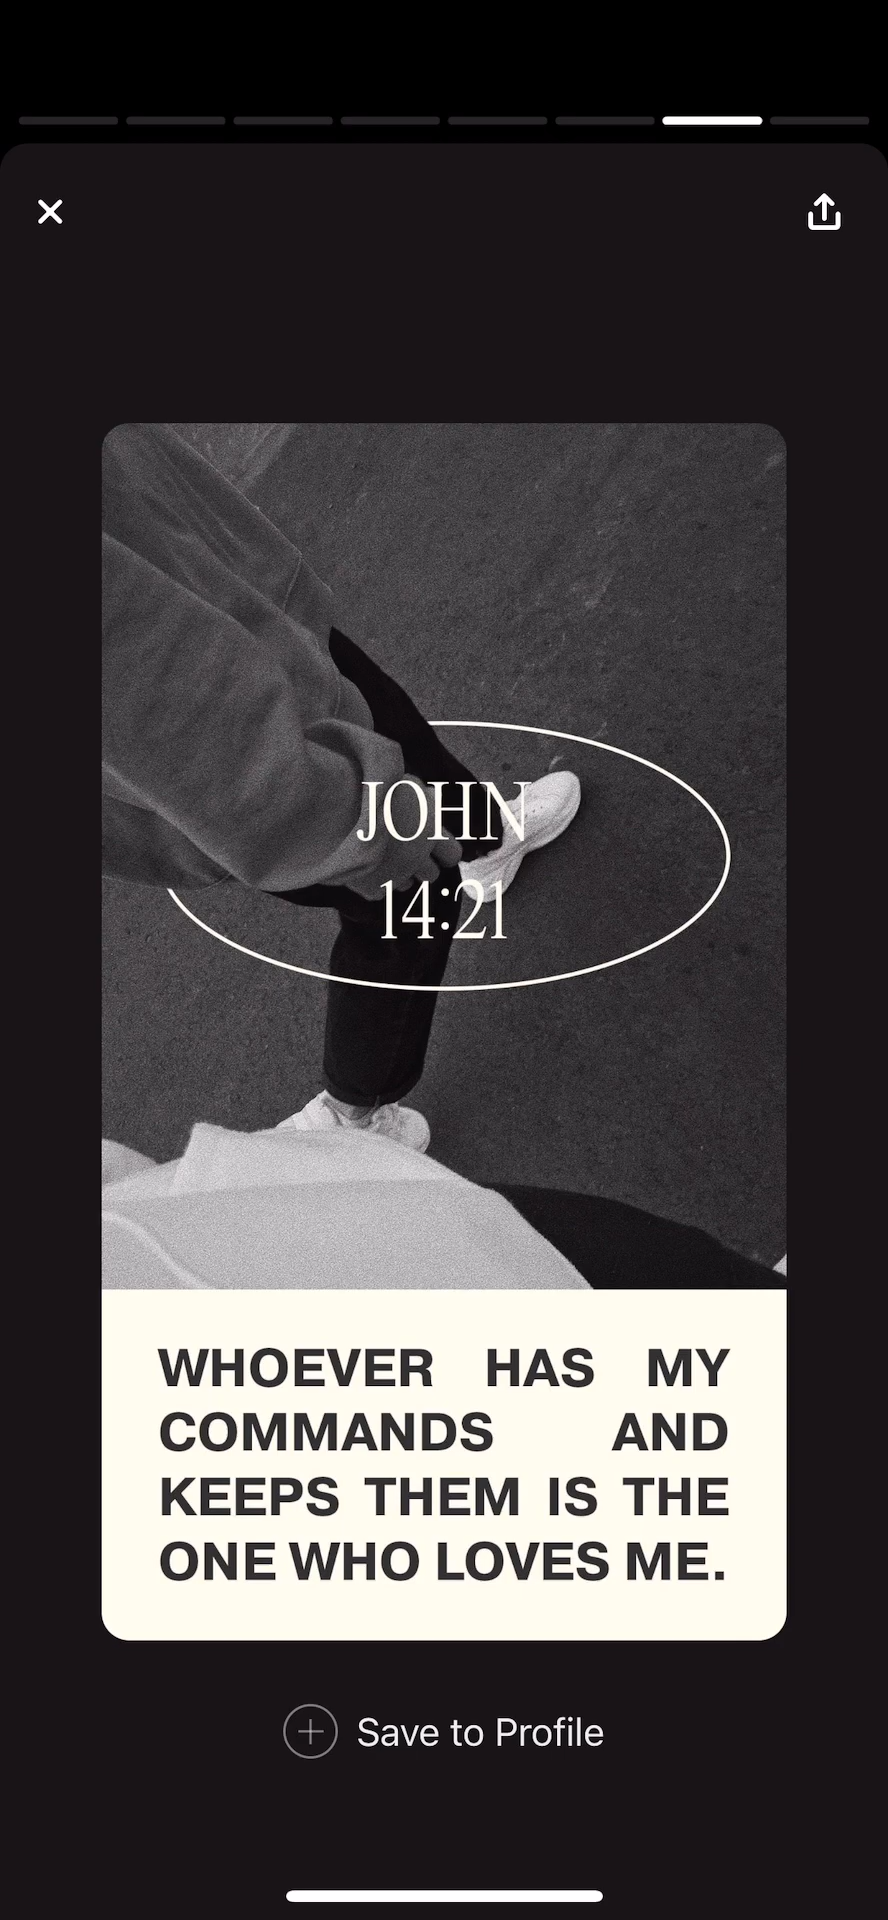 JOHN
14:21
WHOEVER HAS MY
COMMANDS AND
KEEPS THEM IS THE
ONE WHO LOVES ME.
Save to Profile